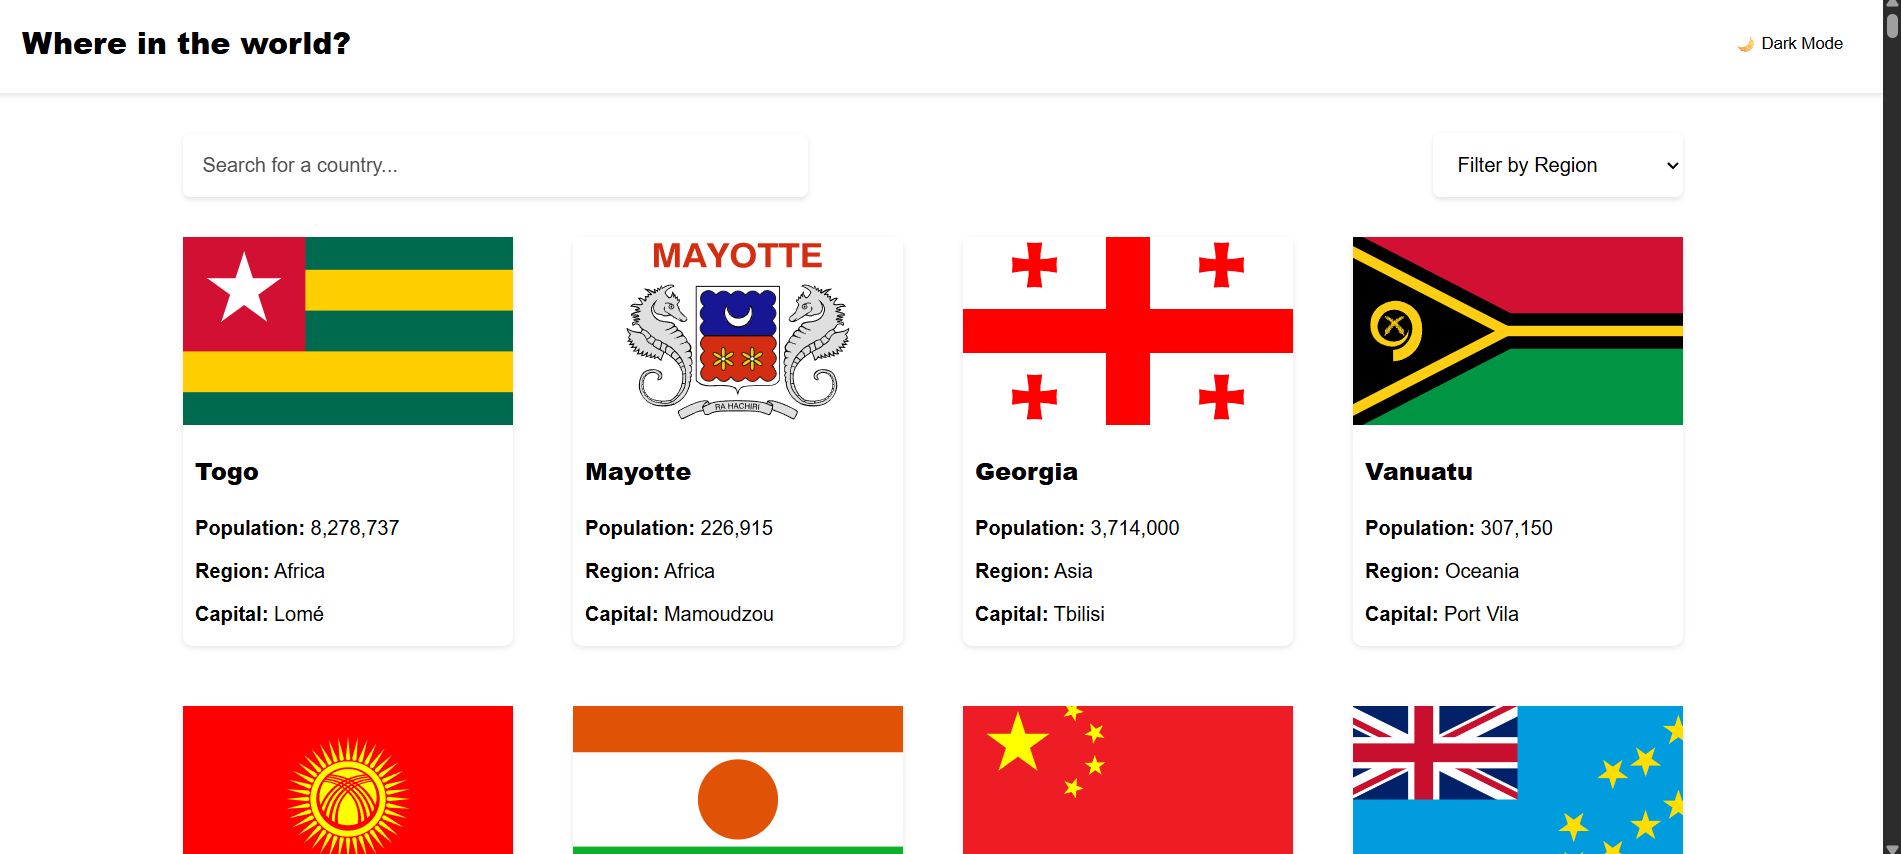 Where in the world?
🌙 Dark Mode
Search for a country...
Filter by Region
MAYOTTE
RA HACHIRI
Togo
Population: 8,278,737
Region: Africa
Capital: Lomé
Mayotte
Population: 226,915
Region: Africa
Capital: Mamoudzou
Georgia
Population: 3,714,000
Region: Asia
Capital: Tbilisi
Vanuatu
Population: 307,150
Region: Oceania
Capital: Port Vila